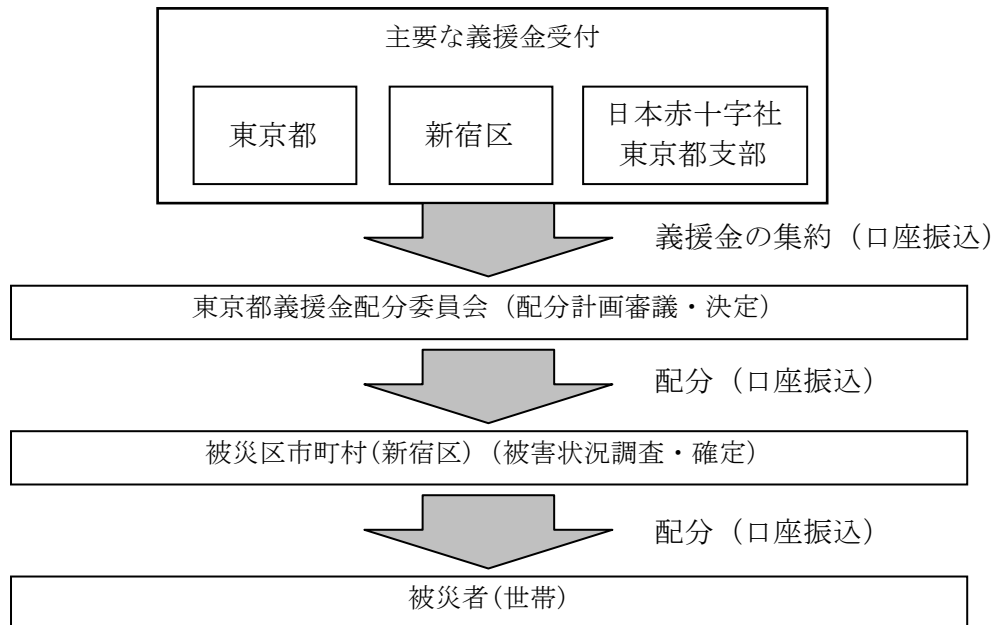 主要な義援金受付
東京都
新宿区
日本赤十字社
東京都支部
義援金の集約（口座振込）
東京都義援金配分委員会（配分計画審議・決定）
配分（口座振込）
被災区市町村(新宿区)（被害状況調査・確定）
配分（口座振込）
被災者(世帯)